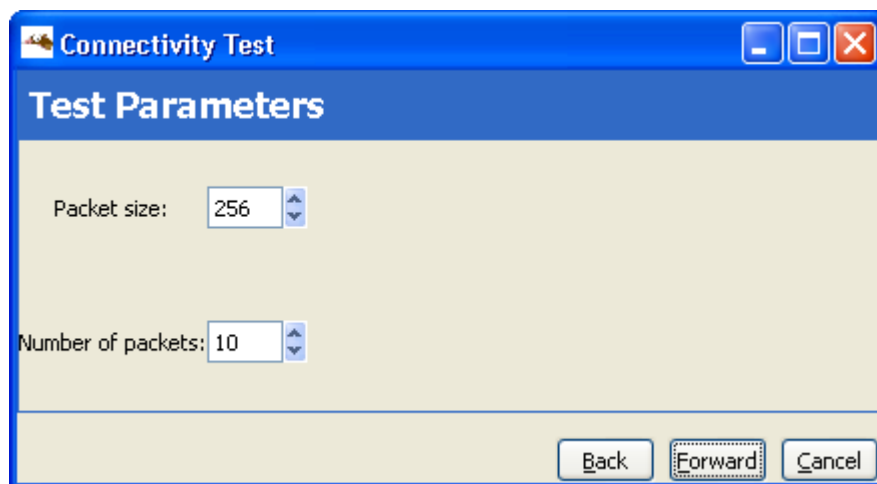 Connectivity Test
Test Parameters
Packet size: 256
Number of packets: 10
Back Forward Cancel